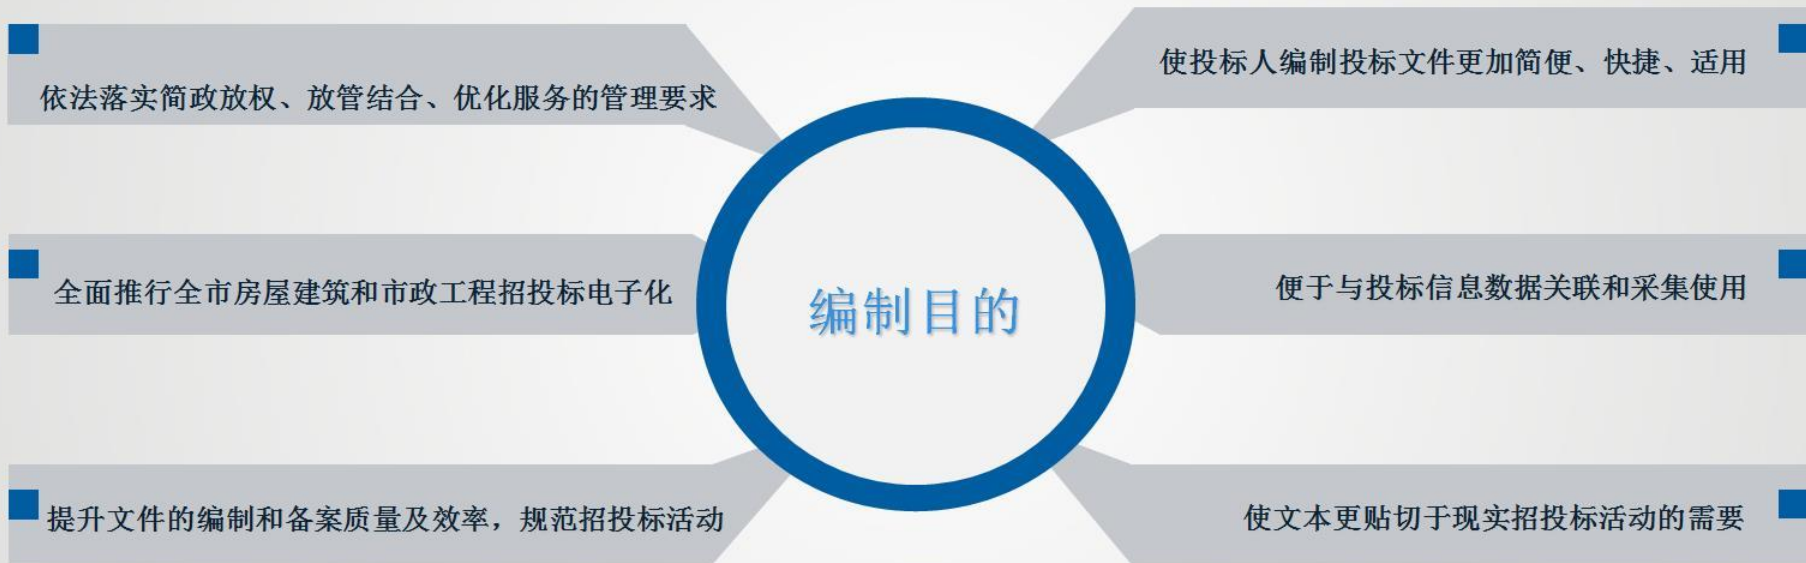 依法落实简政放权、放管结合、优化服务的管理要求
全面推行全市房屋建筑和市政工程招投标电子化
提升文件的编制和备案质量及效率，规范招投标活动
编制目的
使投标人编制投标文件更加简便、快捷、适用
便于与投标信息数据关联和采集使用
使文本更贴切于现实招投标活动的需要